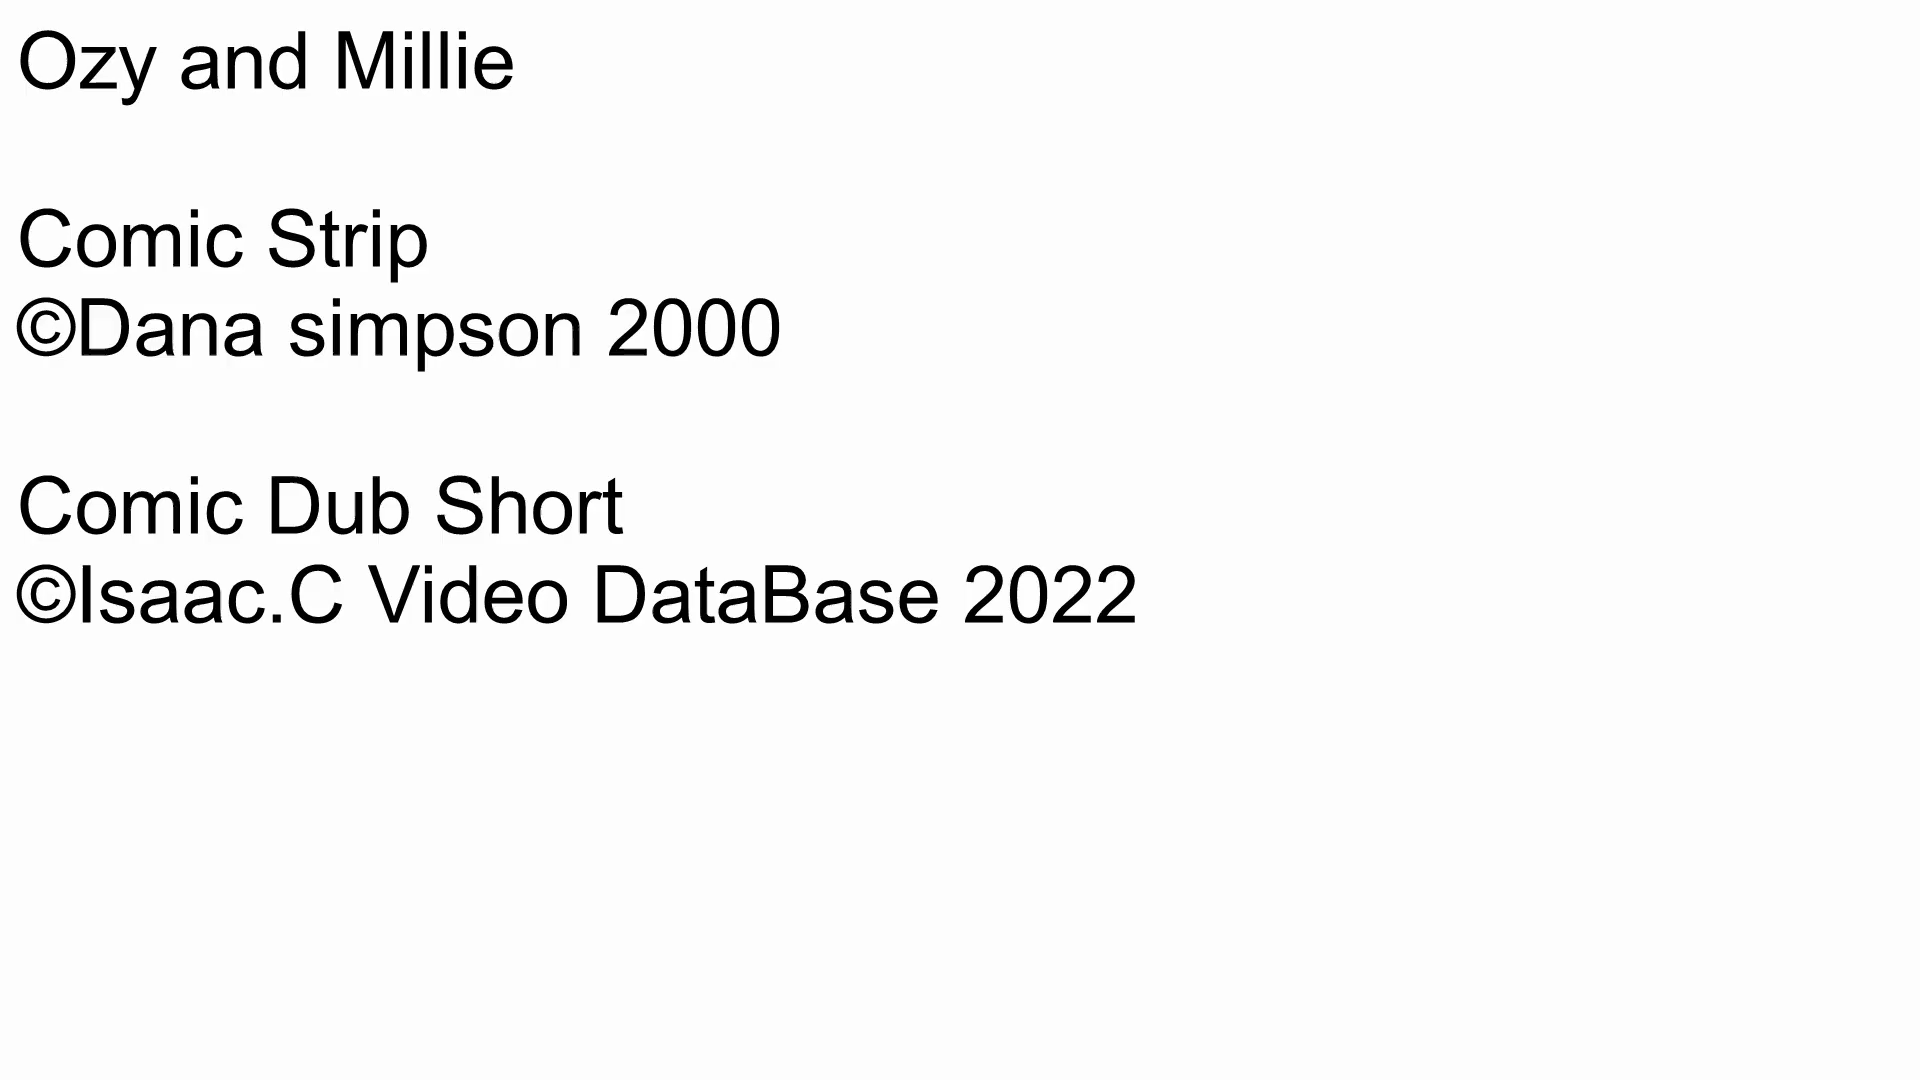 Ozy and Millie
Comic Strip
©Dana simpson 2000
Comic Dub Short
©Isaac.C Video DataBase 2022